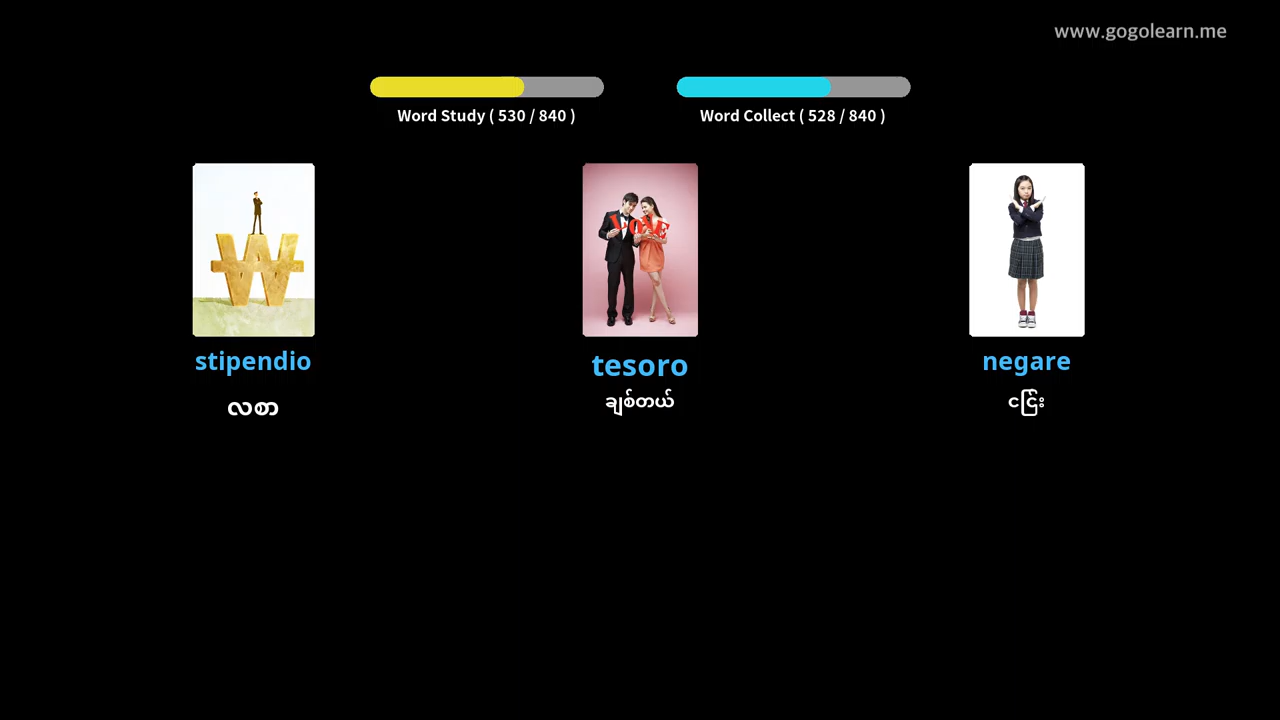 www.gogolearn.me
Word Study ( 530 / 840 )
Word Collect ( 528 / 840 )
LOVE
stipendio
tesoro
negare
လစာ
ချစ်တယ်
ငြင်း